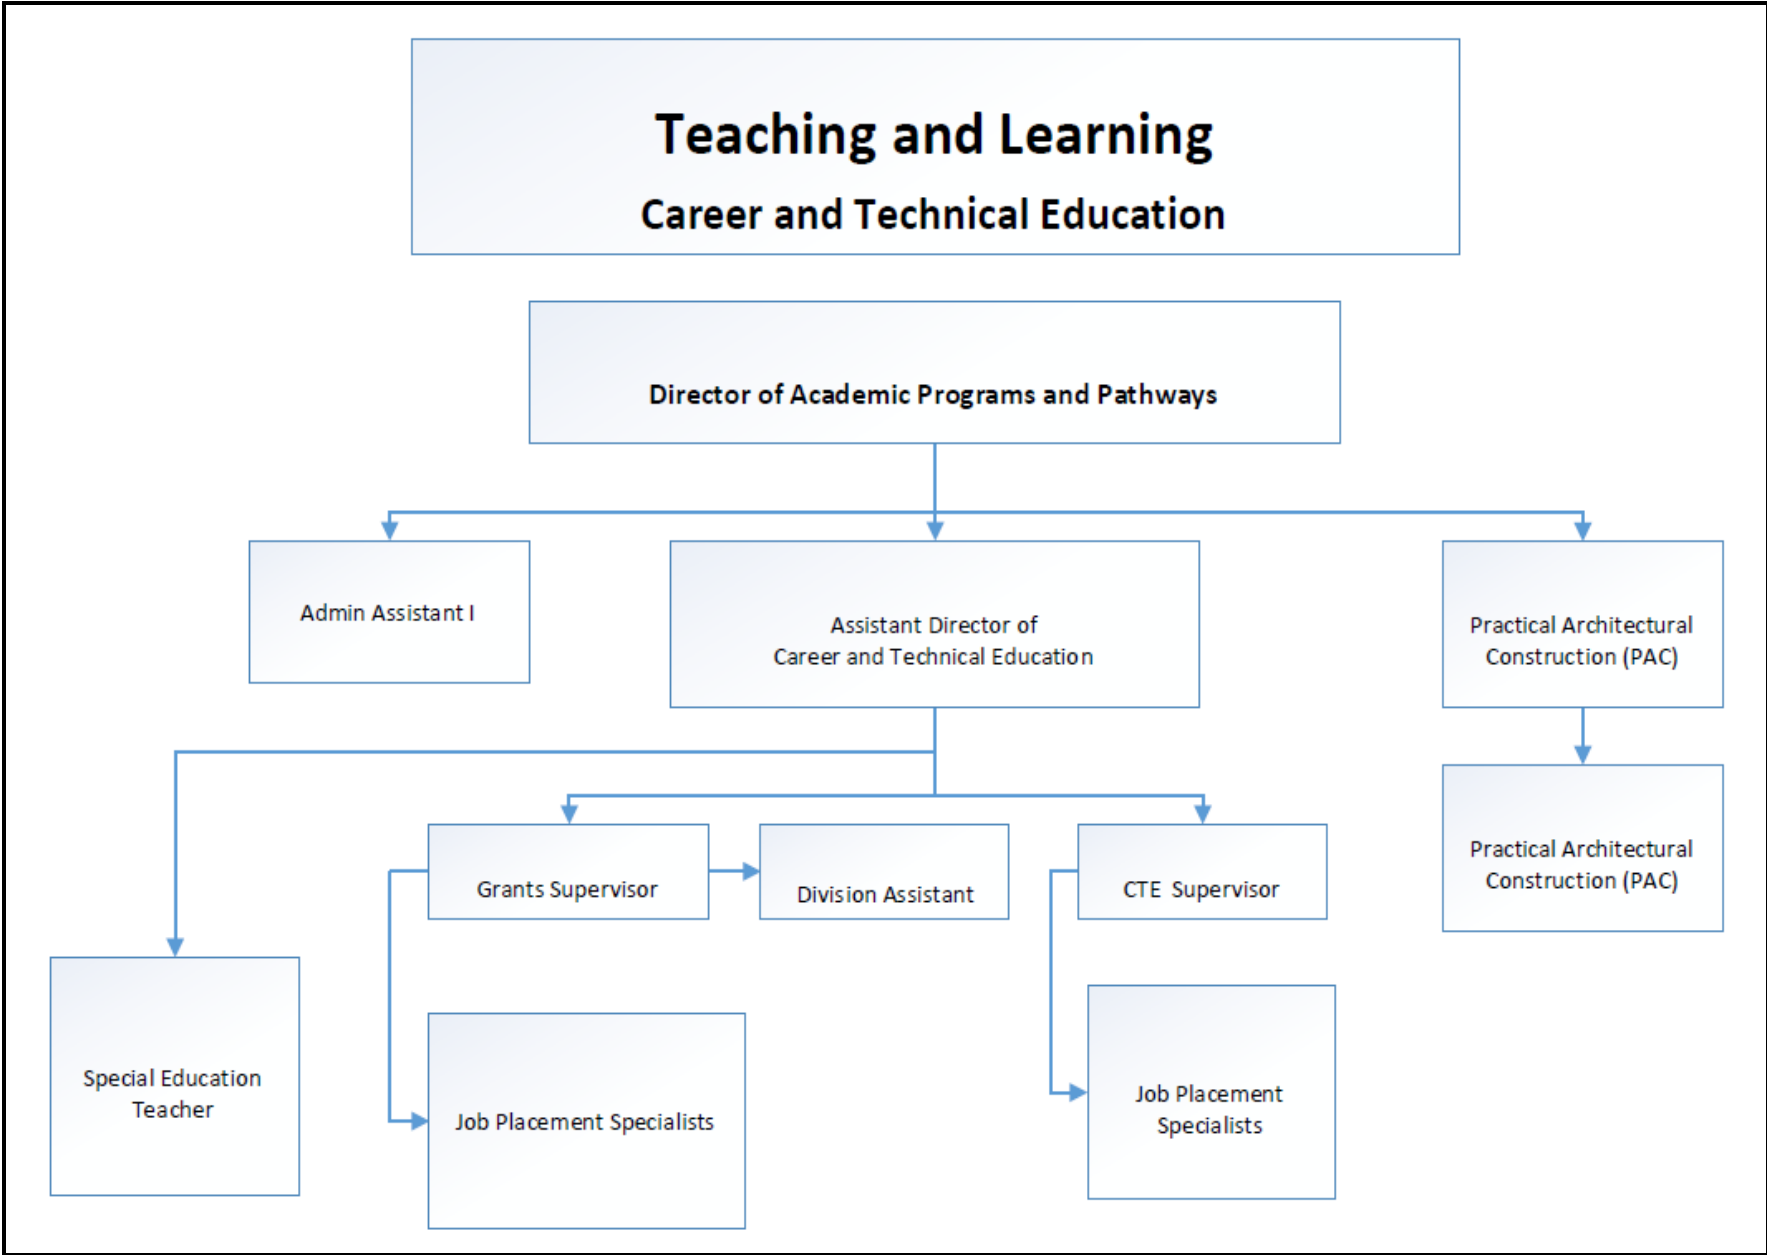 Teaching and Learning
Career and Technical Education
Director of Academic Programs and Pathways
Admin Assistant I
Assistant Director of
Career and Technical Education
Practical Architectural
Construction (PAC)
Grants Supervisor
Division Assistant
CTE Supervisor
Practical Architectural
Construction (PAC)
Special Education
Teacher
Job Placement Specialists
Job Placement
Specialists